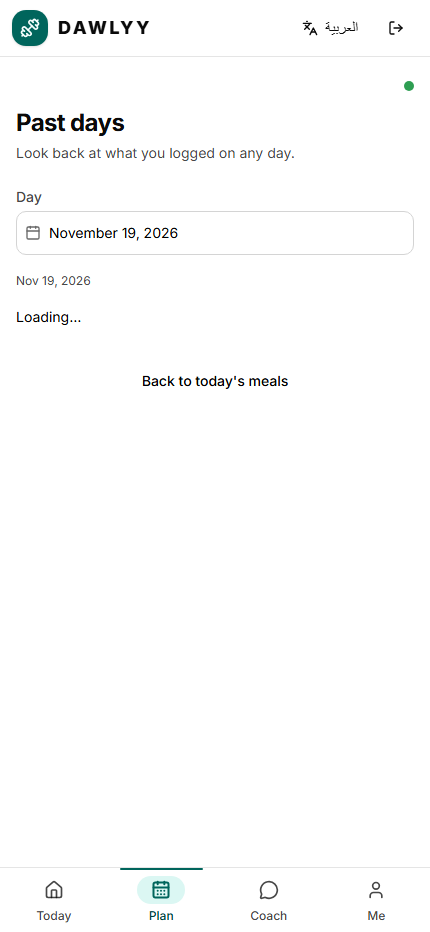 DAWLYY
العربية
Past days
Look back at what you logged on any day.
Day
November 19, 2026
Nov 19, 2026
Loading...
Back to today's meals
Today
Plan
Coach
Me